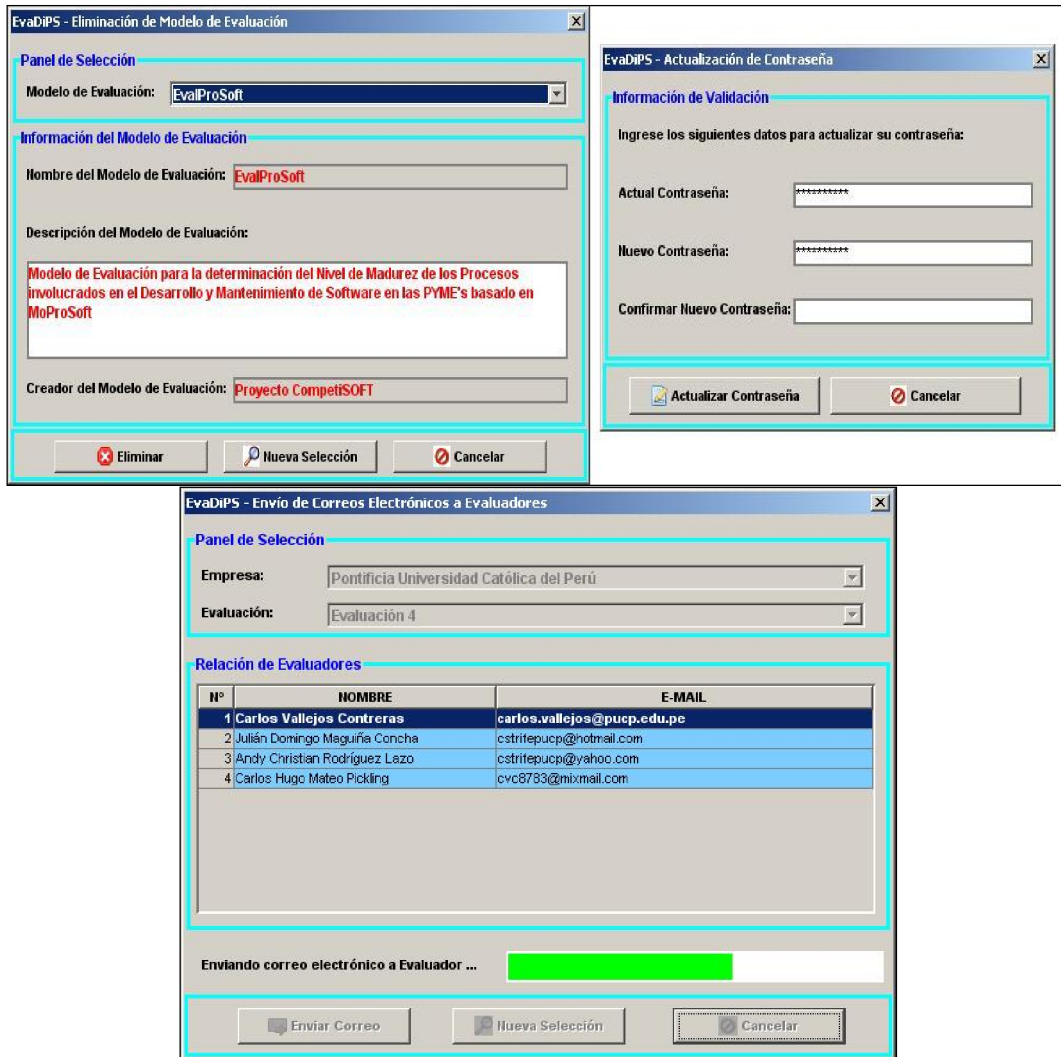 EvaDiPS - Eliminación de Modelo de Evaluación
Panel de Selección
Modelo de Evaluación: EvalProSoft
Información del Modelo de Evaluación
Nombre del Modelo de Evaluación: EvalProSoft
Descripción del Modelo de Evaluación:
Modelo de Evaluación para la determinación del Nivel de Madurez de los Procesos
involucrados en el Desarrollo y Mantenimiento de Software en las PYME's basado en
MoProSoft
Creador del Modelo de Evaluación: Proyecto CompetiSOFT
Eliminar Nueva Selección Cancelar
EvaDiPS - Actualización de Contraseña
Información de Validación
Ingrese los siguientes datos para actualizar su contraseña:
Actual Contraseña: **********
Nuevo Contraseña: **********
Confirmar Nuevo Contraseña:
Actualizar Contraseña Cancelar
EvaDiPS - Envío de Correos Electrónicos a Evaluadores
Panel de Selección
Empresa: Pontificia Universidad Católica del Perú
Evaluación: Evaluación 4
Relación de Evaluadores
Nº NOMBRE E-MAIL
1 Carlos Vallejos Contreras carlos.vallejos@pucp.edu.pe
2 Julián Domingo Maguiña Concha cstrifepucp@hotmail.com
3 Andy Christian Rodríguez Lazo cstrifepucp@yahoo.com
4 Carlos Hugo Mateo Pickling cvc8783@mixmail.com
Enviando correo electrónico a Evaluador ...
Enviar Correo Nueva Selección Cancelar